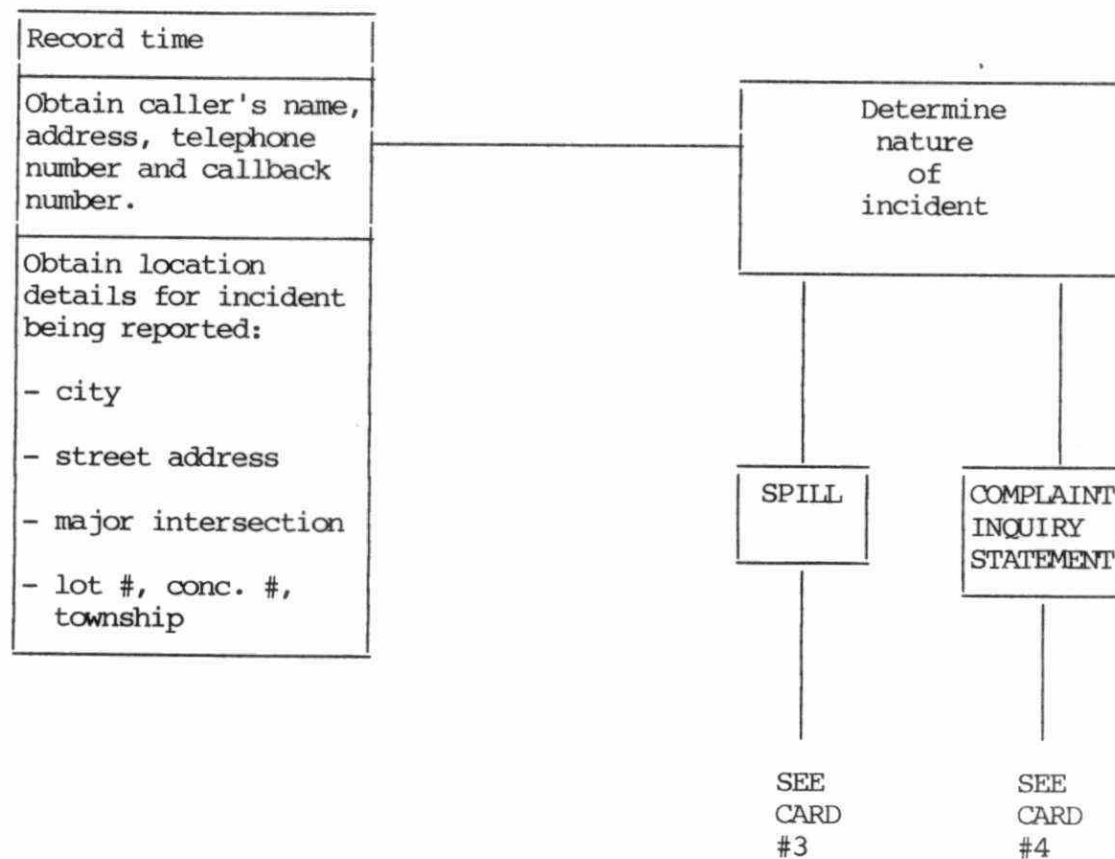 Record time
Obtain caller's name,
address, telephone
number and callback
number.
Obtain location
details for incident
being reported:
- city
- street address
- major intersection
- lot #, conc. #,
township
Determine
nature
of
incident
SPILL
COMPLAINT
INQUIRY
STATEMENT
SEE
CARD
#3
SEE
CARD
#4